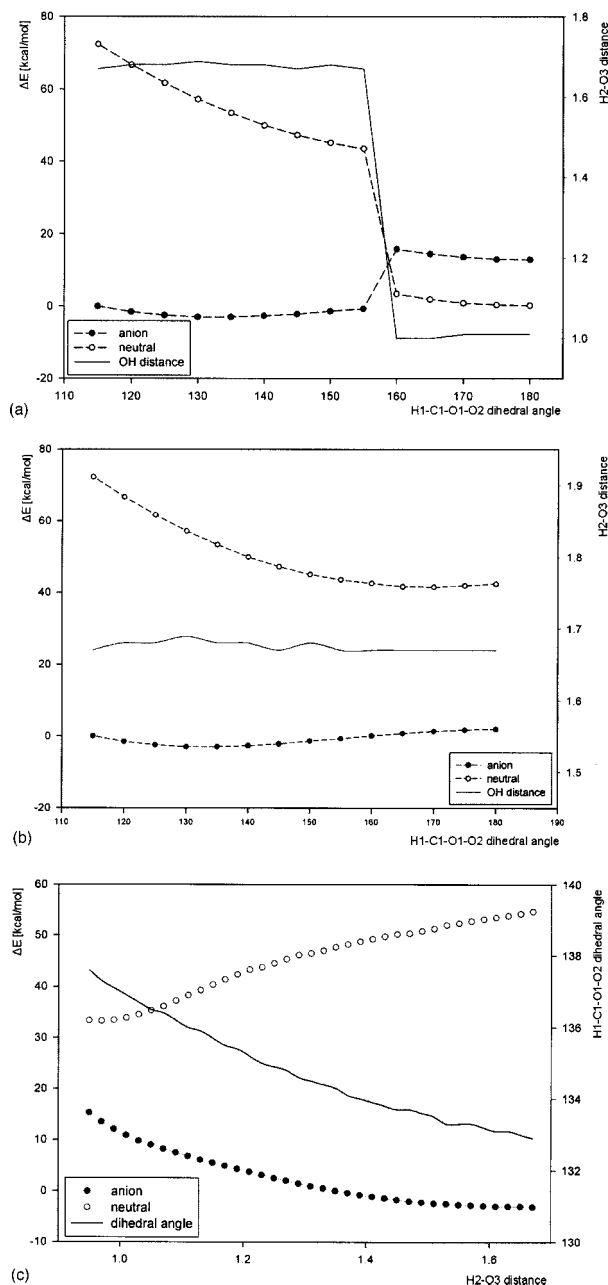 80
60
40
20
0
-20
ΔE [kcal/mol]
1.8
1.6
1.4
1.2
1.0
H2-O3 distance
anion
neutral
OH distance
110 120 130 140 150 160 170 180
H1-C1-O1-O2 dihedral angle
(a)
80
60
40
20
0
-20
ΔE [kcal/mol]
1.9
1.8
1.7
1.6
1.5
H2-O3 distance
anion
neutral
OH distance
110 120 130 140 150 160 170 180 190
H1-C1-O1-O2 dihedral angle
(b)
60
50
40
30
20
10
0
-10
ΔE [kcal/mol]
140
138
136
134
133
132
131
130
H1-C1-O1-O2 dihedral angle
anion
neutral
dihedral angle
1.0 1.2 1.4 1.6
H2-O3 distance
(c)